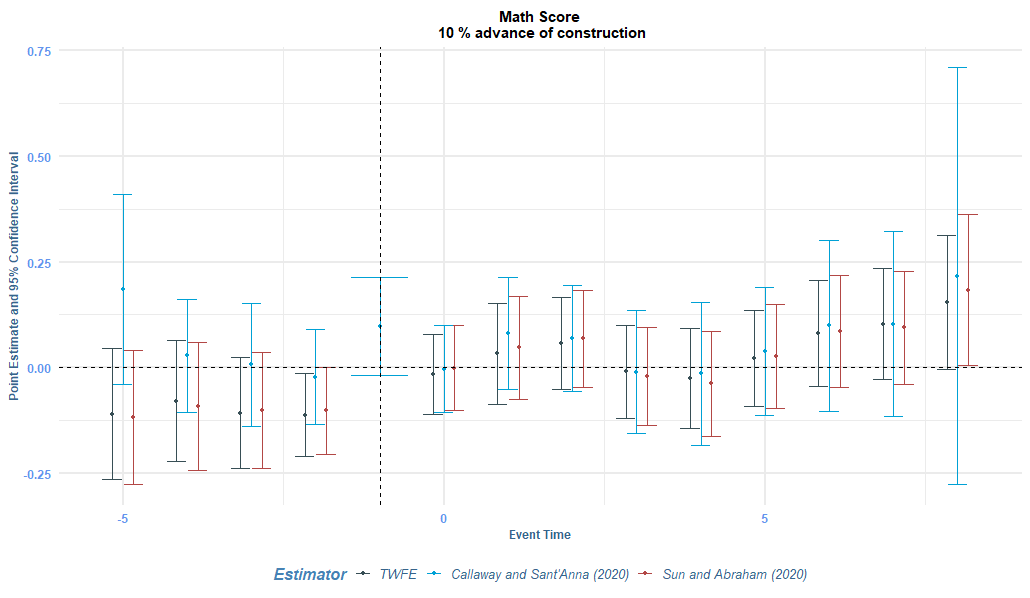 Math Score
10 % advance of construction
Point Estimate and 95% Confidence Interval
0.75
0.50
0.25
0.00
-0.25
-5
0
5
Event Time
Estimator TWFE Callaway and Sant'Anna (2020) Sun and Abraham (2020)